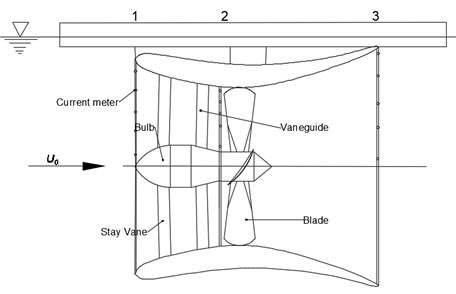 1 2 3
Current meter
Bulb
Vaneguide
u₀
Stay Vane
Blade